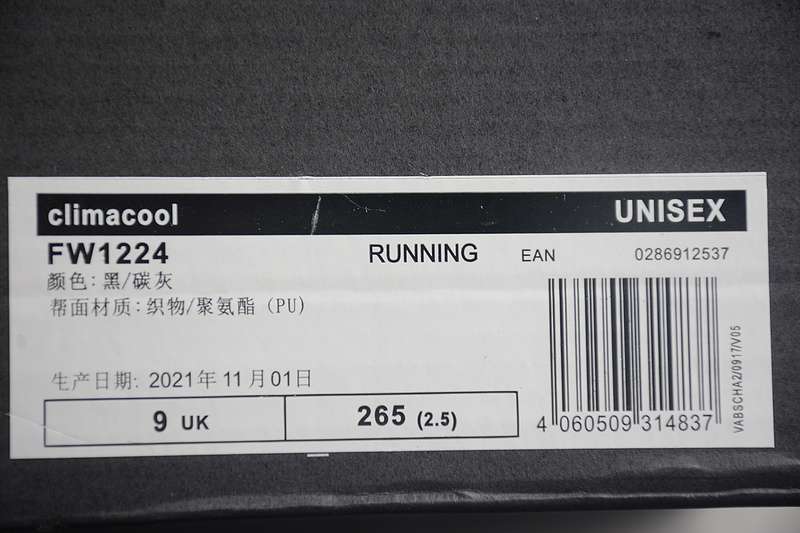 climacool UNISEX
FW1224 RUNNING EAN 0286912537
颜色:黑/碳灰
帮面材质:织物/聚氨酯 (PU)
生产日期: 2021年11月01日
9 UK 265 (2.5)
4 060509 314837
VABSCHA2/0917/V05